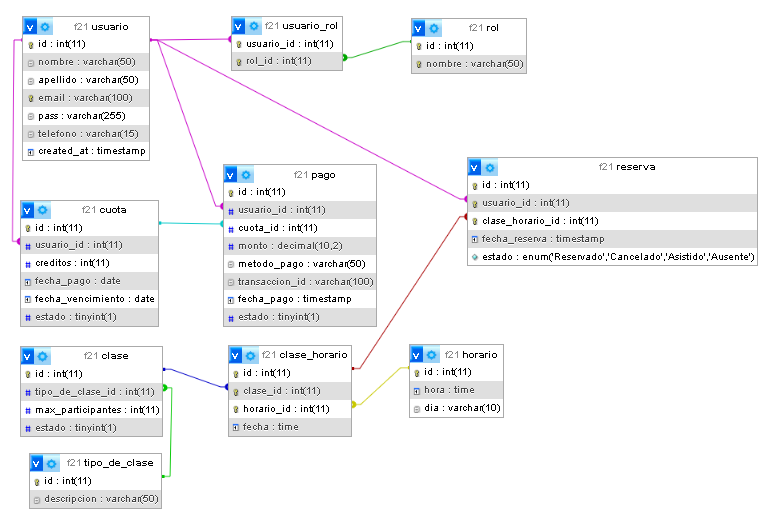 f21 usuario
id : int(11)
nombre : varchar(50)
apellido : varchar(50)
email : varchar(100)
pass : varchar(255)
telefono : varchar(15)
created_at : timestamp
f21 usuario_rol
usuario_id : int(11)
rol_id : int(11)
f21 rol
id : int(11)
nombre : varchar(50)
f21 cuota
id : int(11)
usuario_id : int(11)
creditos : int(11)
fecha_pago : date
fecha_vencimiento : date
estado : tinyint(1)
f21 pago
id : int(11)
usuario_id : int(11)
cuota_id : int(11)
monto : decimal(10,2)
metodo_pago : varchar(50)
transaccion_id : varchar(100)
fecha_pago : timestamp
estado : tinyint(1)
f21 reserva
id : int(11)
usuario_id : int(11)
clase_horario_id : int(11)
fecha_reserva : timestamp
estado : enum('Reservado','Cancelado','Asistido','Ausente')
f21 clase
id : int(11)
tipo_de_clase_id : int(11)
max_participantes : int(11)
estado : tinyint(1)
f21 clase_horario
id : int(11)
clase_id : int(11)
horario_id : int(11)
fecha : time
f21 horario
id : int(11)
hora : time
dia : varchar(10)
f21 tipo_de_clase
id : int(11)
descripcion : varchar(50)